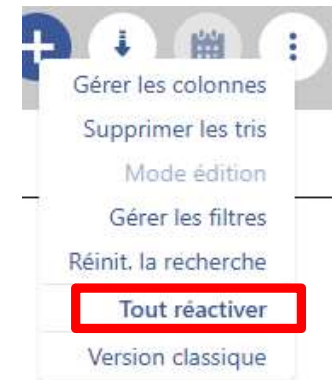 Gérer les colonnes
Supprimer les tris
Mode édition
Gérer les filtres
Réinit. la recherche
Tout réactiver
Version classique